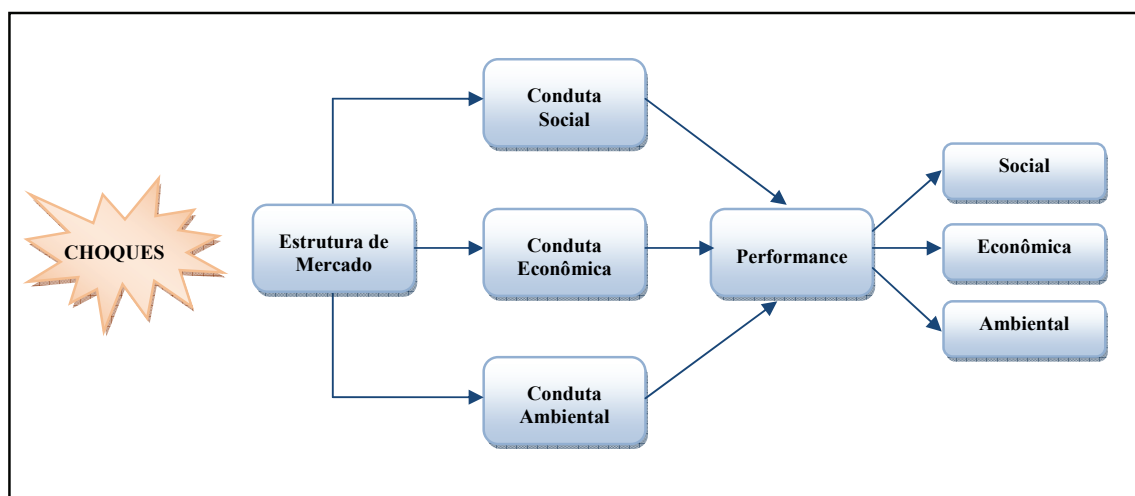 CHOQUES
Estrutura de
Mercado
Conduta
Social
Conduta
Econômica
Conduta
Ambiental
Performance
Social
Econômica
Ambiental